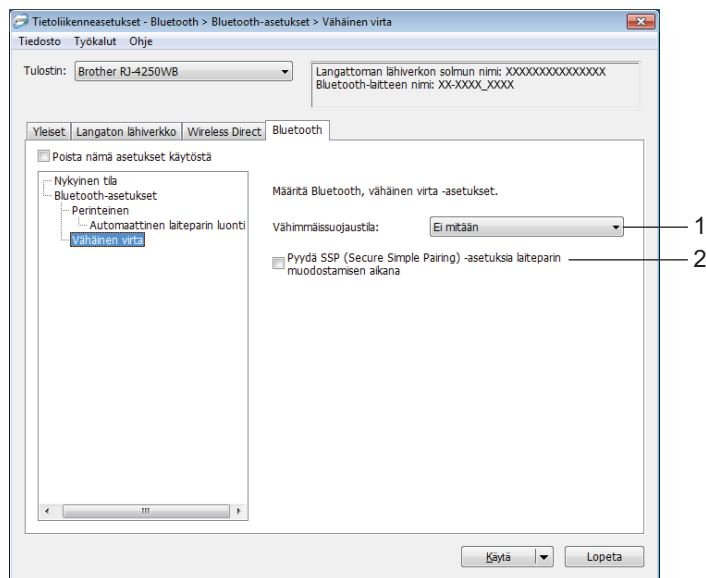 Tietoliikenneasetukset - Bluetooth > Bluetooth-asetukset > Vähäinen virta
Tiedosto Työkalut Ohje
Tulostin: Brother RJ-4250WB
Langattoman lähiverkon solmun nimi: XXXXXXXXXXXXXXX
Bluetooth-laitteen nimi: XX-XXXX_XXXX
Yleiset Langaton lähiverkko Wireless Direct Bluetooth
Poista nämä asetukset käytöstä
Nykyinen tila
Bluetooth-asetukset
Perinteinen
Automaattinen laiteparin luonti
Vähäinen virta
Määritä Bluetooth, vähäinen virta -asetukset.
Vähimmäissuojaustila: Ei mitään 1
Pyydä SSP (Secure Simple Pairing) -asetuksia laiteparin 2
muodostamisen aikana
Käytä Lopeta